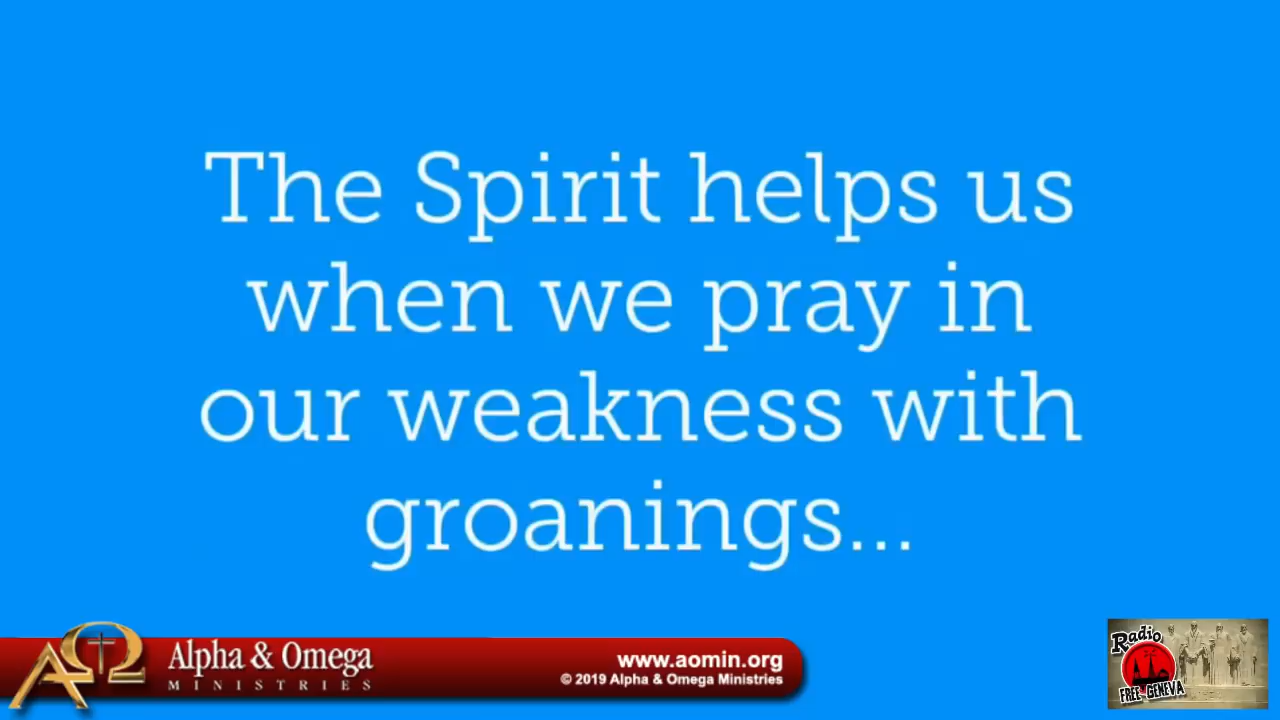 The Spirit helps us
when we pray in
our weakness with
groanings...
ΑΩ
Alpha & Omega
MINISTRIES
www.aomin.org
© 2019 Alpha & Omega Ministries
Radio
FREE GENEVA